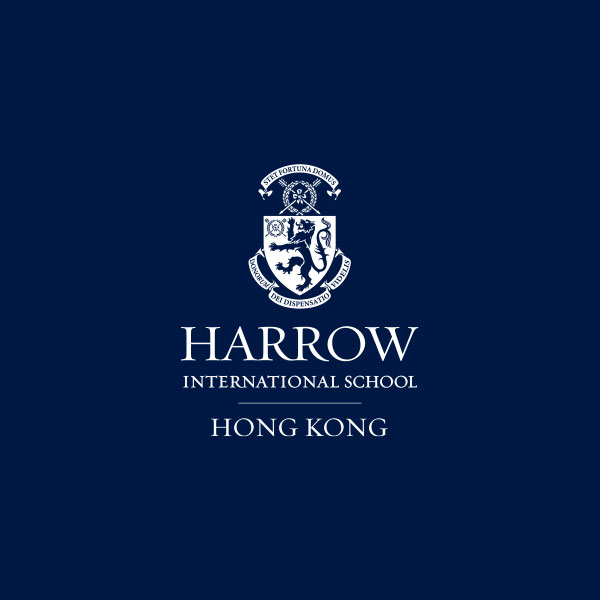 STET FORTUNA DOMUS
DONORUM DEI DISPENSATIO FIDELIS
HARROW
INTERNATIONAL SCHOOL
HONG KONG